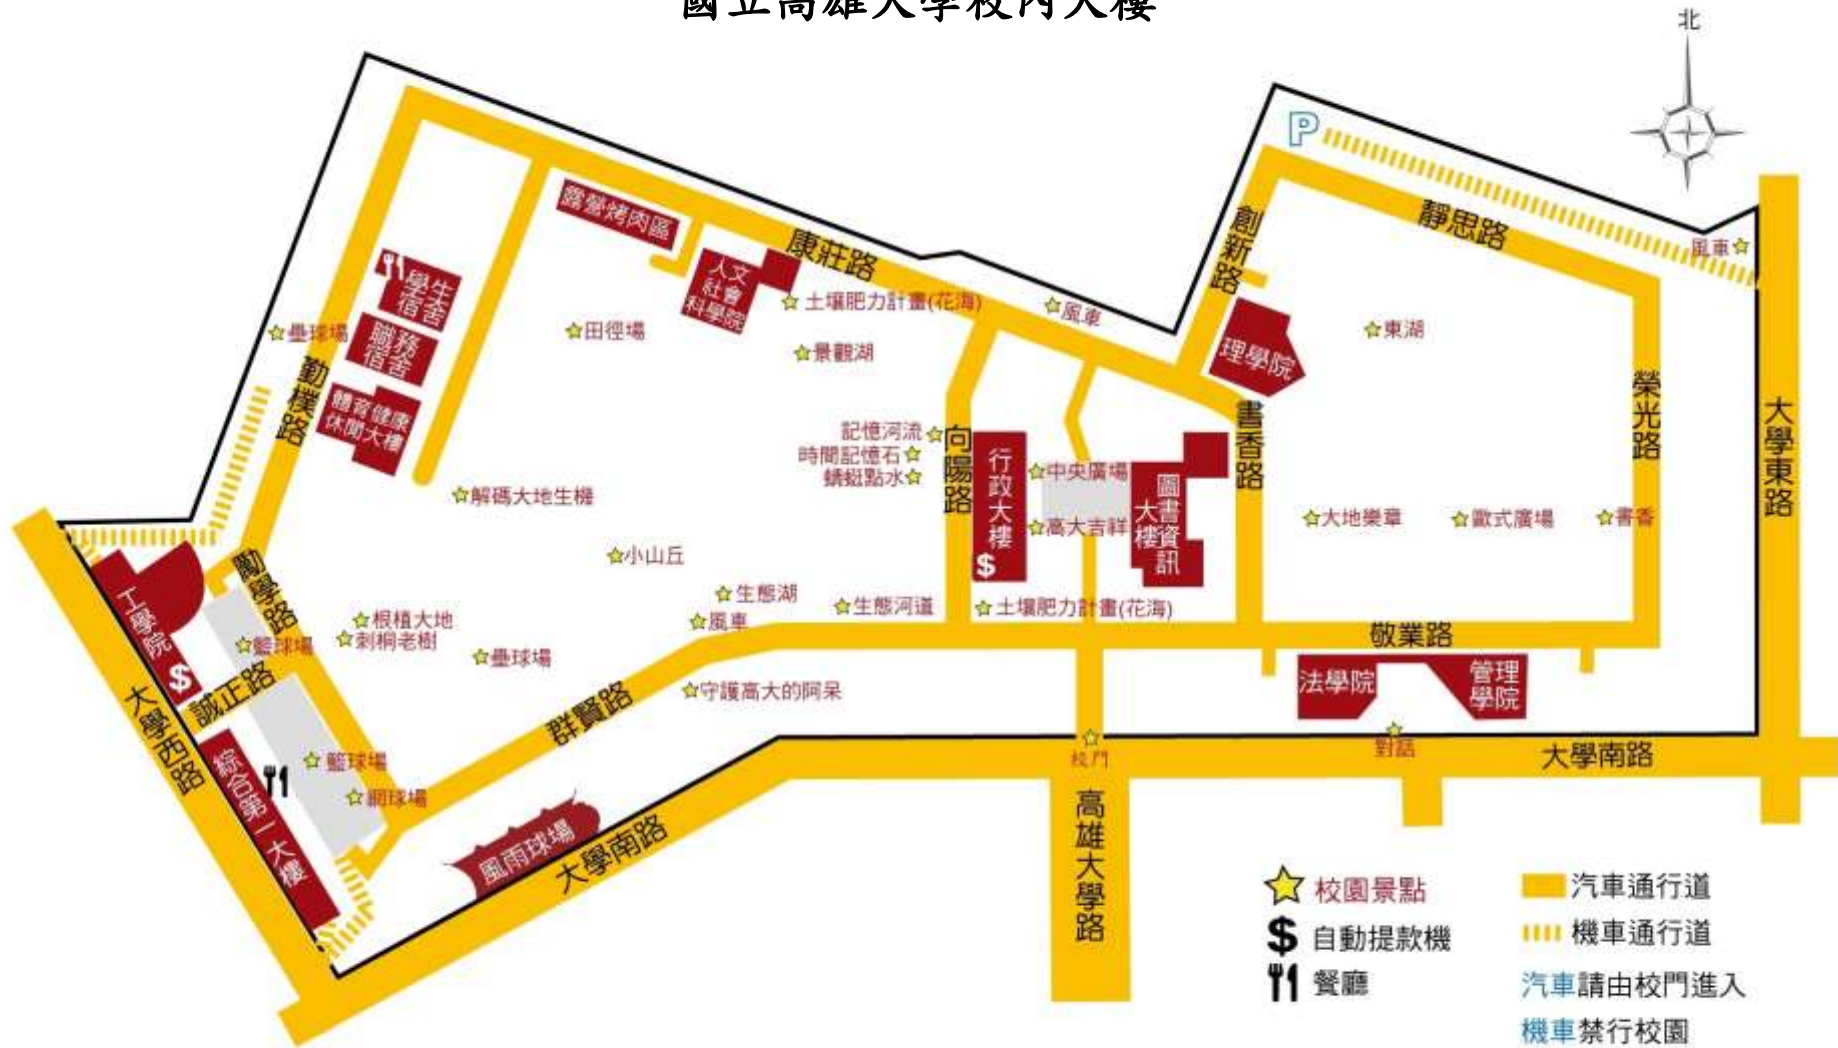 國立高雄大學校內大樓
北
P
創新路
靜思路
風車
露營烤肉區
康莊路
人文
社會
科學院
學生
宿舍
土壤肥力計畫(花海)
風車
壘球場
職務
宿舍
田徑場
景觀湖
理學院
東湖
勤樸路
體育健康
休閒大樓
榮光路
大學東路
書香路
記憶河流
時間記憶石
蜻蜓點水
向陽路
行政大樓
$
中央廣場
高大吉祥
圖書資訊
大樓
解碼大地生機
大地樂章
歐式廣場
書香
小山丘
勵學路
工學院
$
生態湖
生態河道
土壤肥力計畫(花海)
根植大地
刺桐老樹
籃球場
風車
壘球場
敬業路
誠正路
守護高大的阿呆
法學院
管理
學院
大學西路
群賢路
校門
對話
大學南路
綜合第一大樓
籃球場
網球場
風雨球場
大學南路
高雄大學路
校園景點
$ 自動提款機
餐廳
汽車通行道
機車通行道
汽車請由校門進入
機車禁行校園